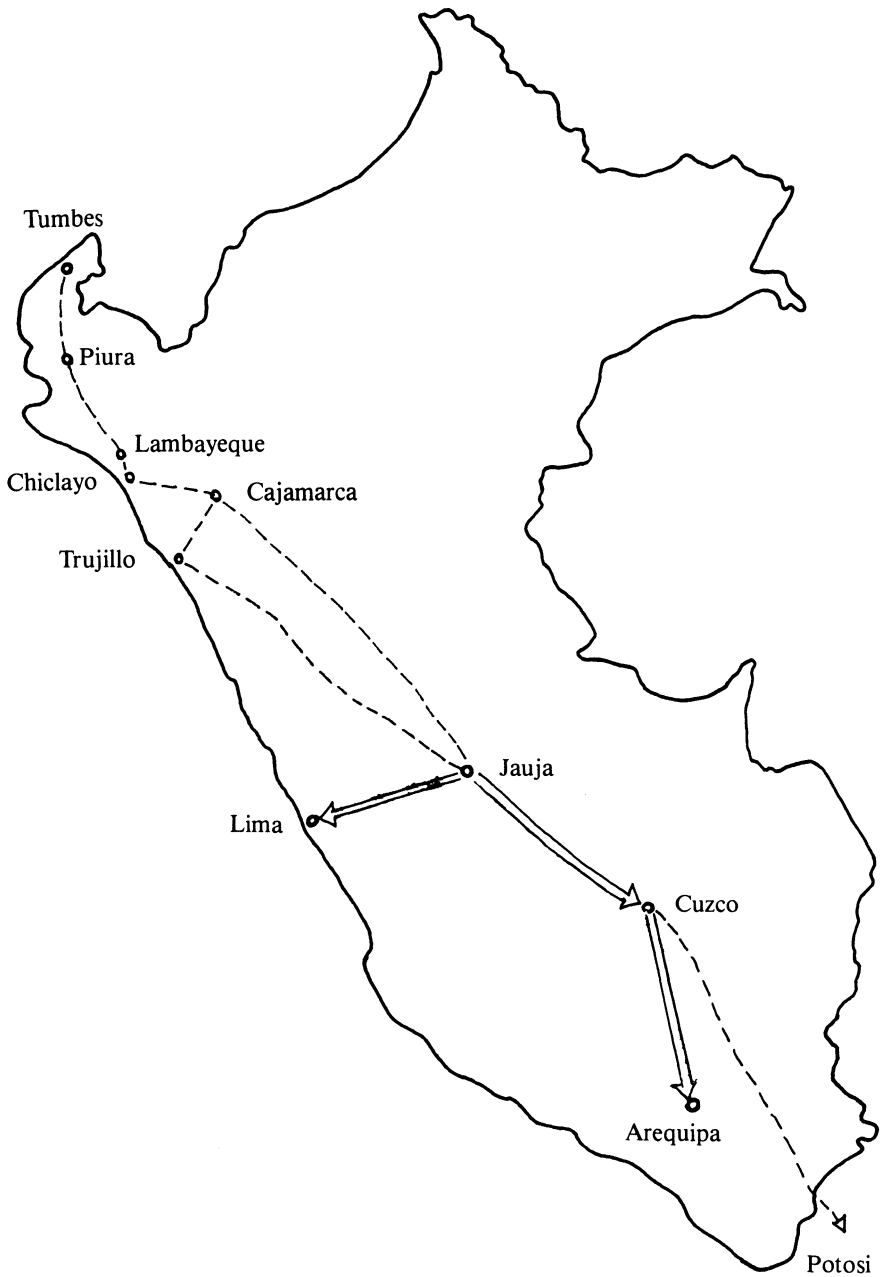 Tumbes
Piura
Lambayeque
Chiclayo
Cajamarca
Trujillo
Jauja
Lima
Cuzco
Arequipa
Potosi